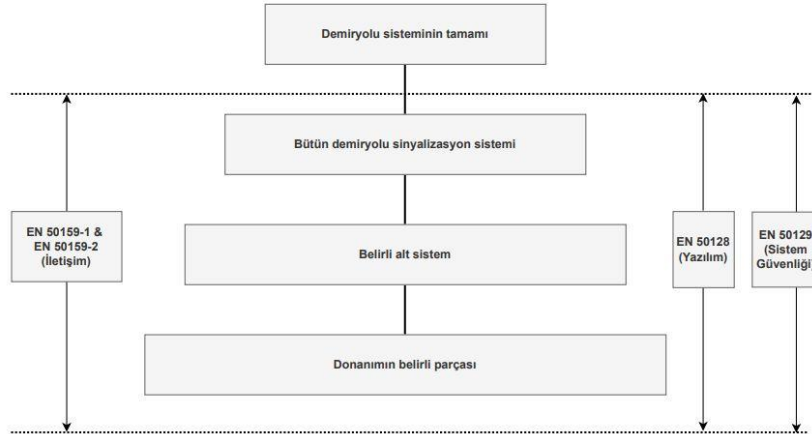 Demiryolu sisteminin tamamı
Bütün demiryolu sinyalizasyon sistemi
EN 50159-1 &
EN 50159-2
(İletişim)
Belirli alt sistem
EN 50128
(Yazılım)
EN 50129
(Sistem
Güvenliği)
Donanımın belirli parçası